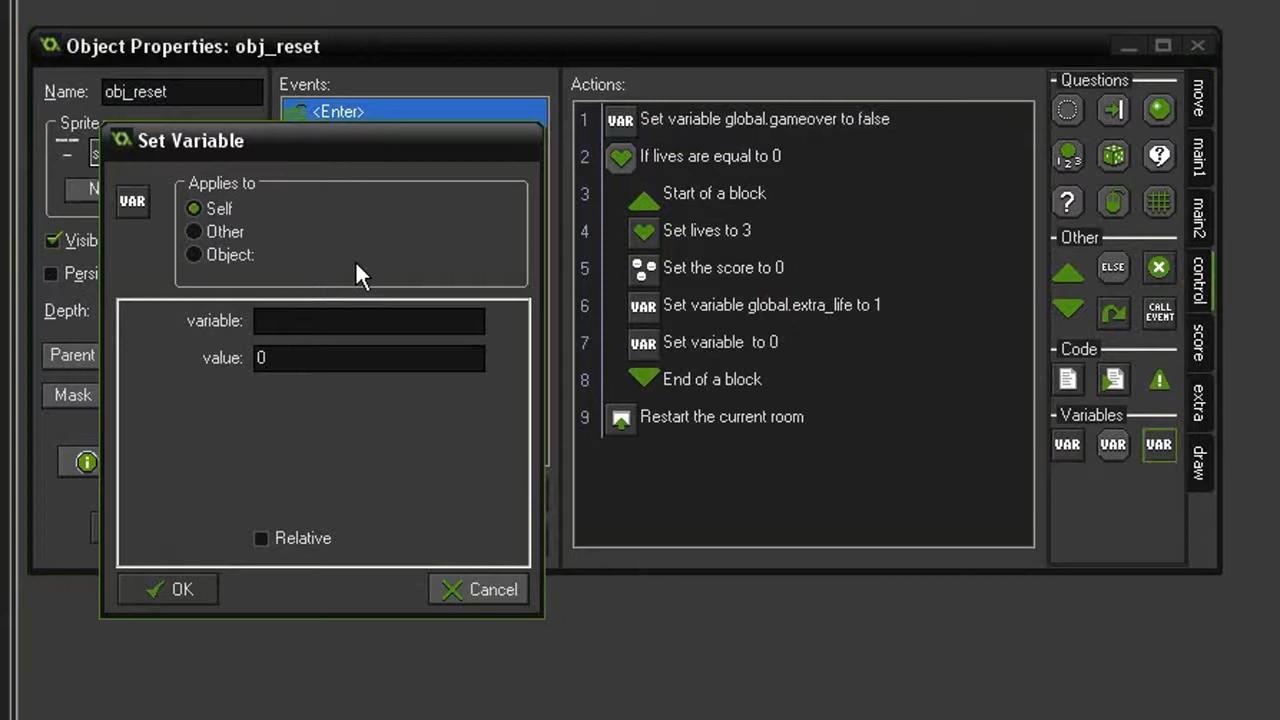 Object Properties: obj_reset
Name: obj_reset
Sprite
N
Visib
Persi
Depth:
Parent
Mask
Events:
<Enter>
Set Variable
VAR
Applies to
Self
Other
Object:
variable:
value: 0
Relative
OK
Cancel
Actions:
1 VAR Set variable global.gameover to false
2 If lives are equal to 0
3 Start of a block
4 Set lives to 3
5 Set the score to 0
6 VAR Set variable global.extra_life to 1
7 VAR Set variable to 0
8 End of a block
9 Restart the current room
Questions
1 2 3
?
?
Other
ELSE
CALL EVENT
Code
Variables
VAR VAR VAR
move
main1
main2
control
score
extra
draw